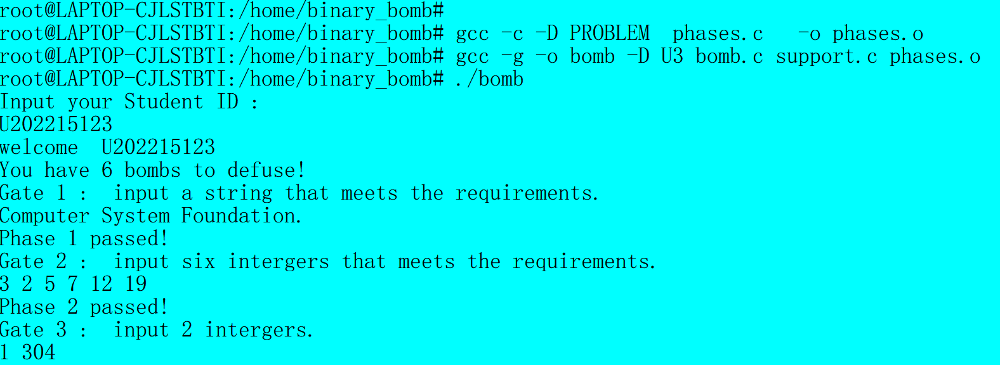 root@LAPTOP-CJLSTBTI:/home/binary_bomb#
root@LAPTOP-CJLSTBTI:/home/binary_bomb# gcc -c -D PROBLEM  phases.c   -o phases.o
root@LAPTOP-CJLSTBTI:/home/binary_bomb# gcc -g -o bomb -D U3 bomb.c support.c phases.o
root@LAPTOP-CJLSTBTI:/home/binary_bomb# ./bomb
Input your Student ID :
U202215123
welcome  U202215123
You have 6 bombs to defuse!
Gate 1 :  input a string that meets the requirements.
Computer System Foundation.
Phase 1 passed!
Gate 2 :  input six intergers that meets the requirements.
3 2 5 7 12 19
Phase 2 passed!
Gate 3 :  input 2 intergers.
1 304